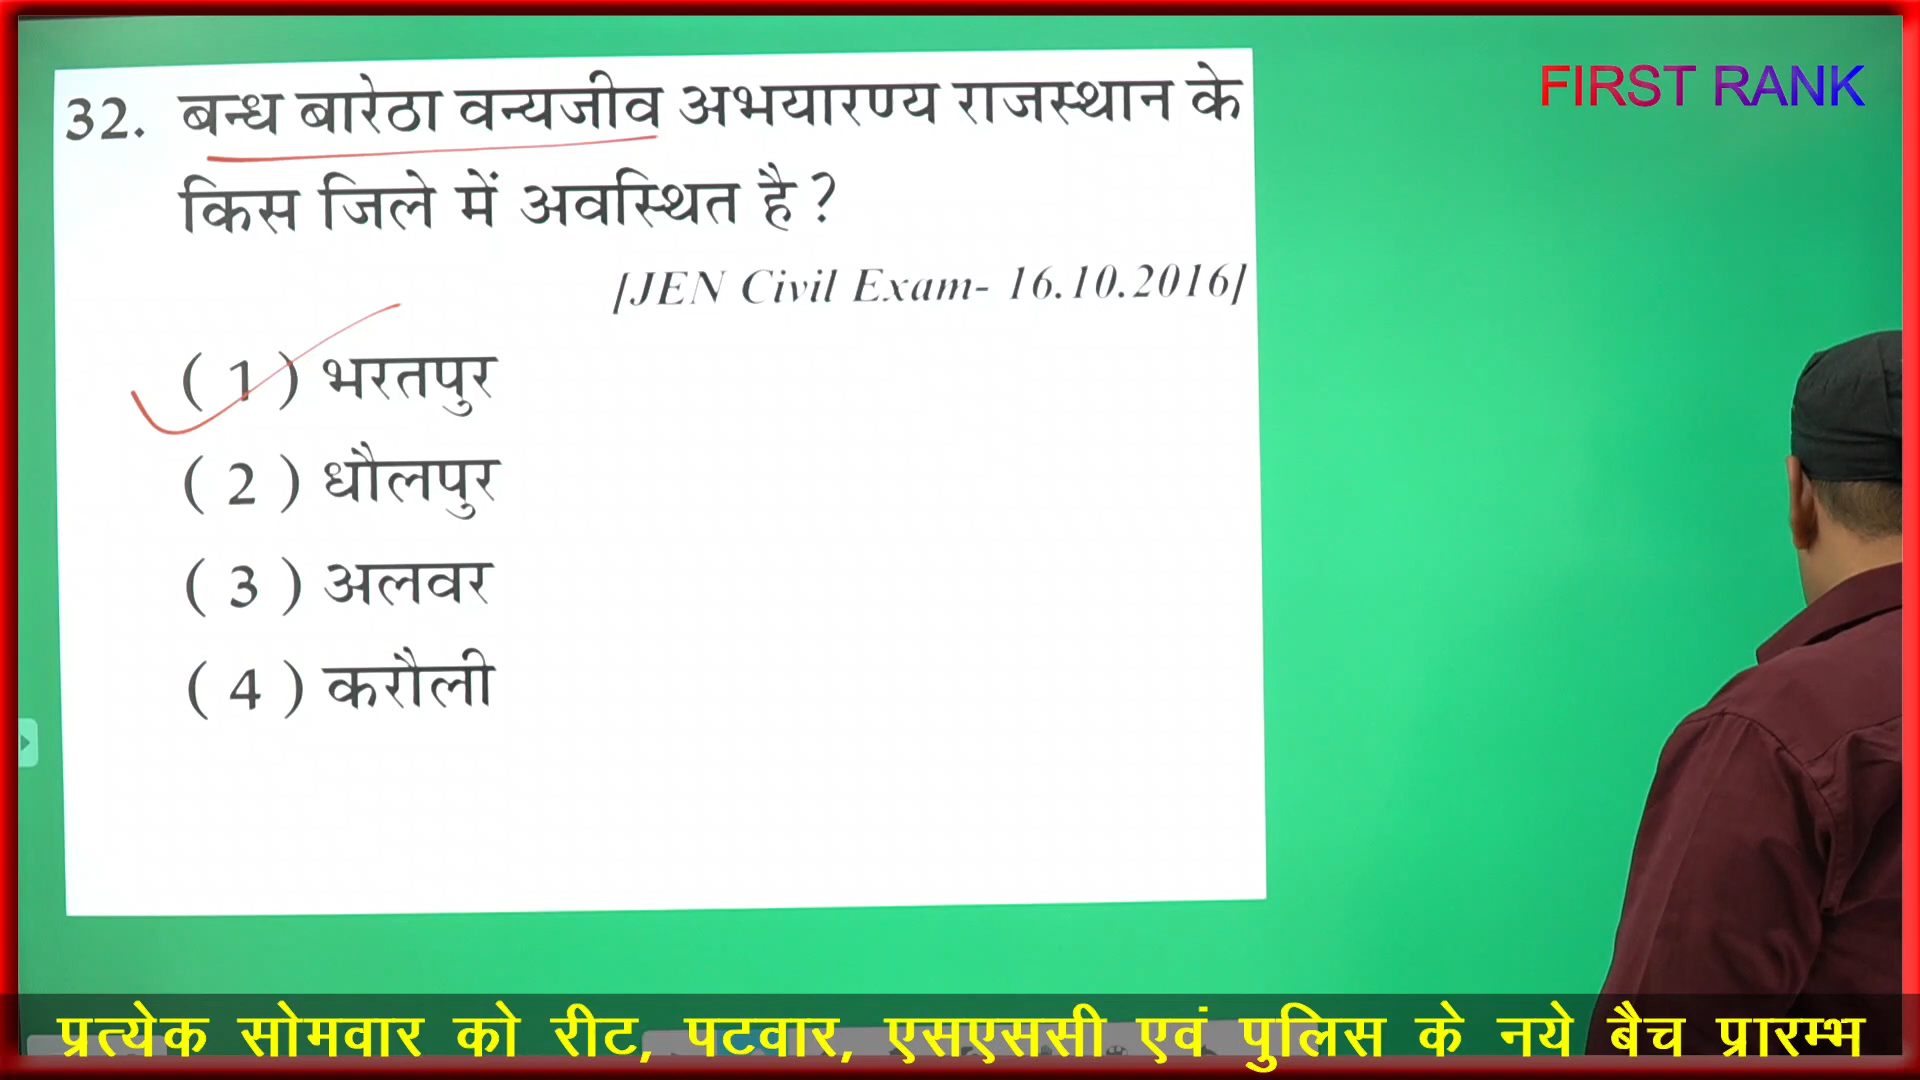 FIRST RANK
32. बन्ध बारेठा वन्यजीव अभयारण्य राजस्थान के
किस जिले में अवस्थित है ?
[JEN Civil Exam- 16.10.2016]
( 1 ) भरतपुर
( 2 ) धौलपुर
( 3 ) अलवर
( 4 ) करौली
प्रत्येक सोमवार को रीट, पटवार, एसएससी एवं पुलिस के नये बैच प्रारम्भ